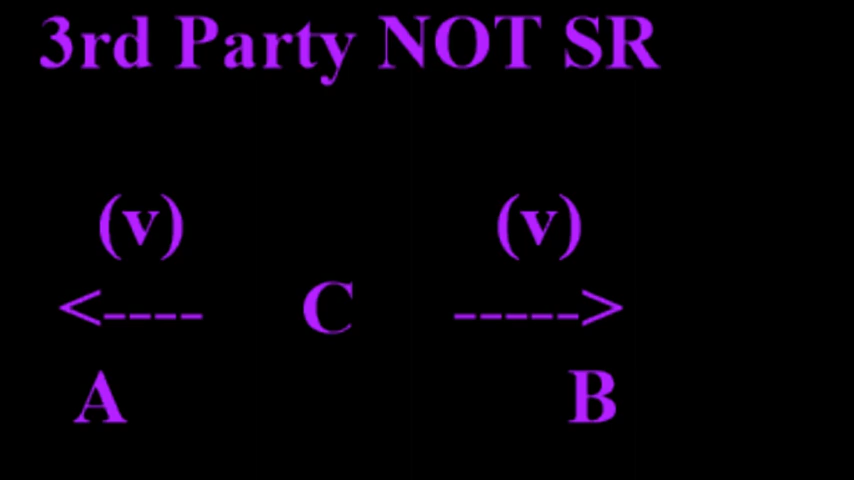 3rd Party NOT SR
(v) (v)
<---- C ----->
A B